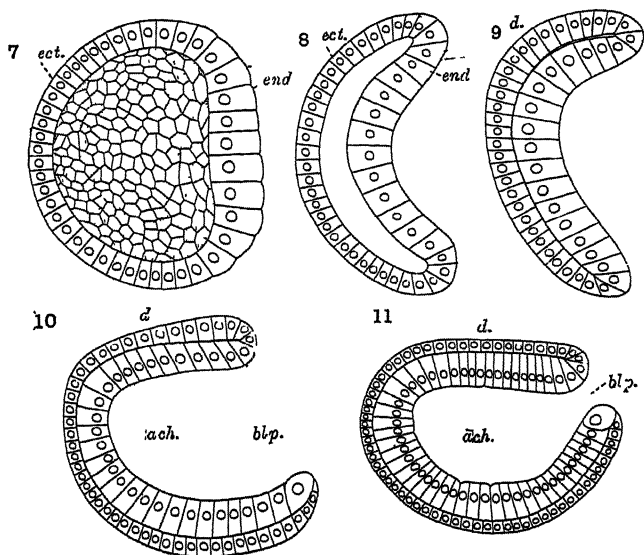 7
ect.
end
8
ect.
end
9
d.
10
d
ach.
blp.
11
d.
ach.
blp.